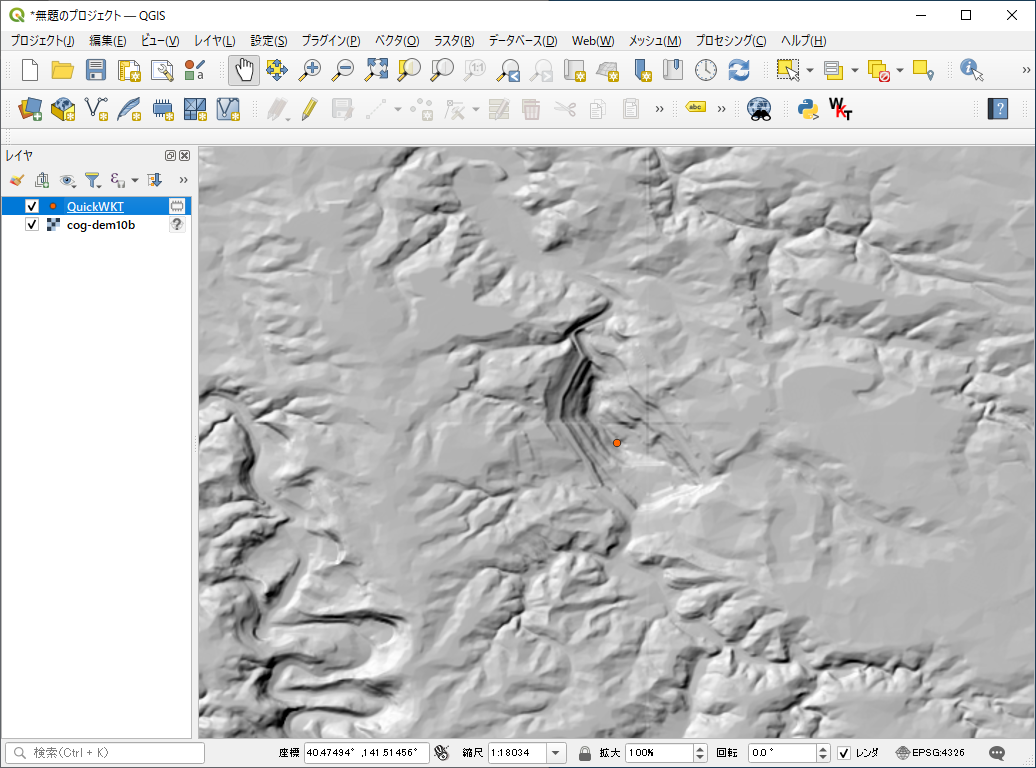 *無題のプロジェクト — QGIS
プロジェクト(J) 編集(E) ビュー(V) レイヤ(L) 設定(S) プラグイン(P) ベクタ(O) ラスタ(R) データベース(D) Web(W) メッシュ(M) プロセシング(C) ヘルプ(H)
a 1:1 i
» abc » WKT ?
レイヤ
ε »
QuickWKT
cog-dem10b ?
検索(Ctrl + K) 座標 40.47494° ,141.51456° 縮尺 1:18034 拡大 100% 回転 0.0 ° レンダ EPSG:4326